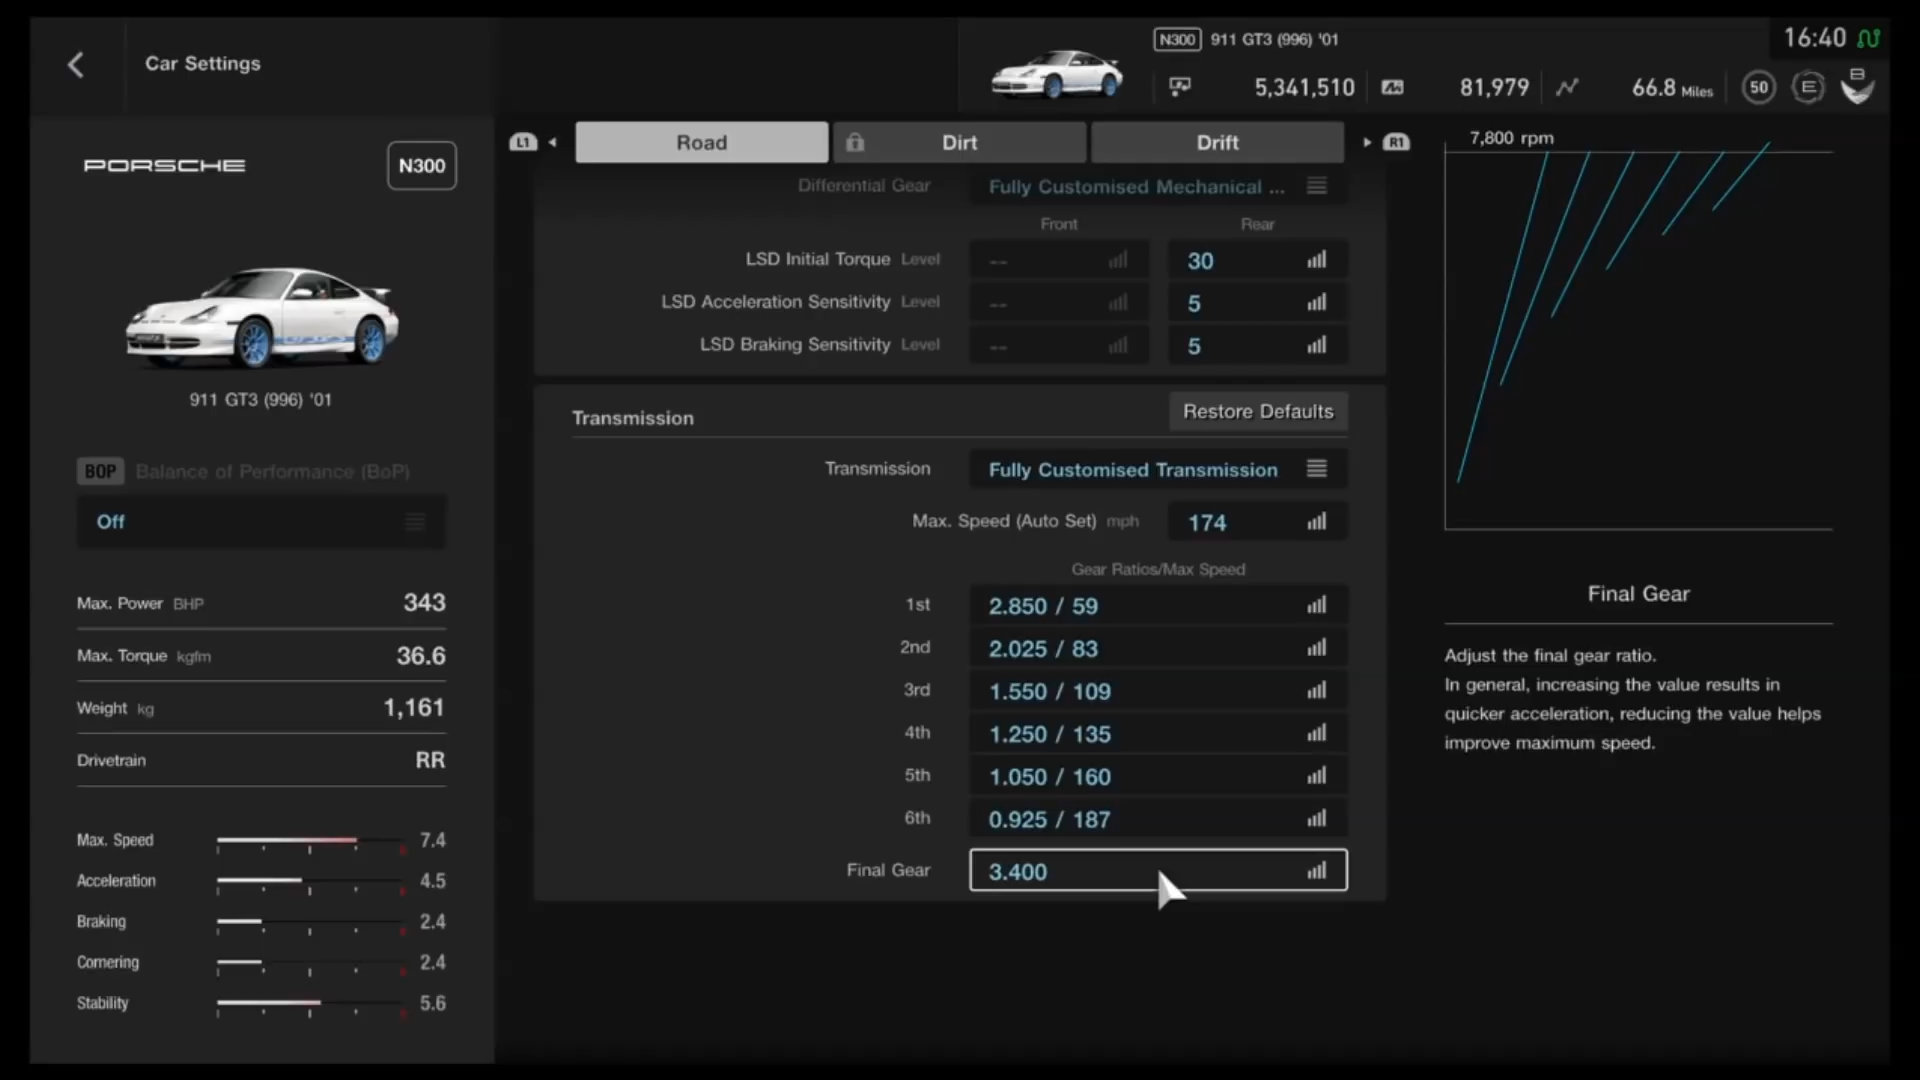 Car Settings
N300 911 GT3 (996) '01
16:40
5,341,510
81,979
66.8 Miles
50
E
B
PORSCHE
N300
911 GT3 (996) '01
BOP Balance of Performance (BoP)
Off
Max. Power BHP 343
Max. Torque kgfm 36.6
Weight kg 1,161
Drivetrain RR
Max. Speed 7.4
Acceleration 4.5
Braking 2.4
Cornering 2.4
Stability 5.6
L1 Road Dirt Drift R1
Differential Gear Fully Customised Mechanical ...
Front Rear
LSD Initial Torque Level -- 30
LSD Acceleration Sensitivity Level -- 5
LSD Braking Sensitivity Level -- 5
Transmission Restore Defaults
Transmission Fully Customised Transmission
Max. Speed (Auto Set) mph 174
Gear Ratios/Max Speed
1st 2.850 / 59
2nd 2.025 / 83
3rd 1.550 / 109
4th 1.250 / 135
5th 1.050 / 160
6th 0.925 / 187
Final Gear 3.400
7,800 rpm
Final Gear
Adjust the final gear ratio.
In general, increasing the value results in
quicker acceleration, reducing the value helps
improve maximum speed.